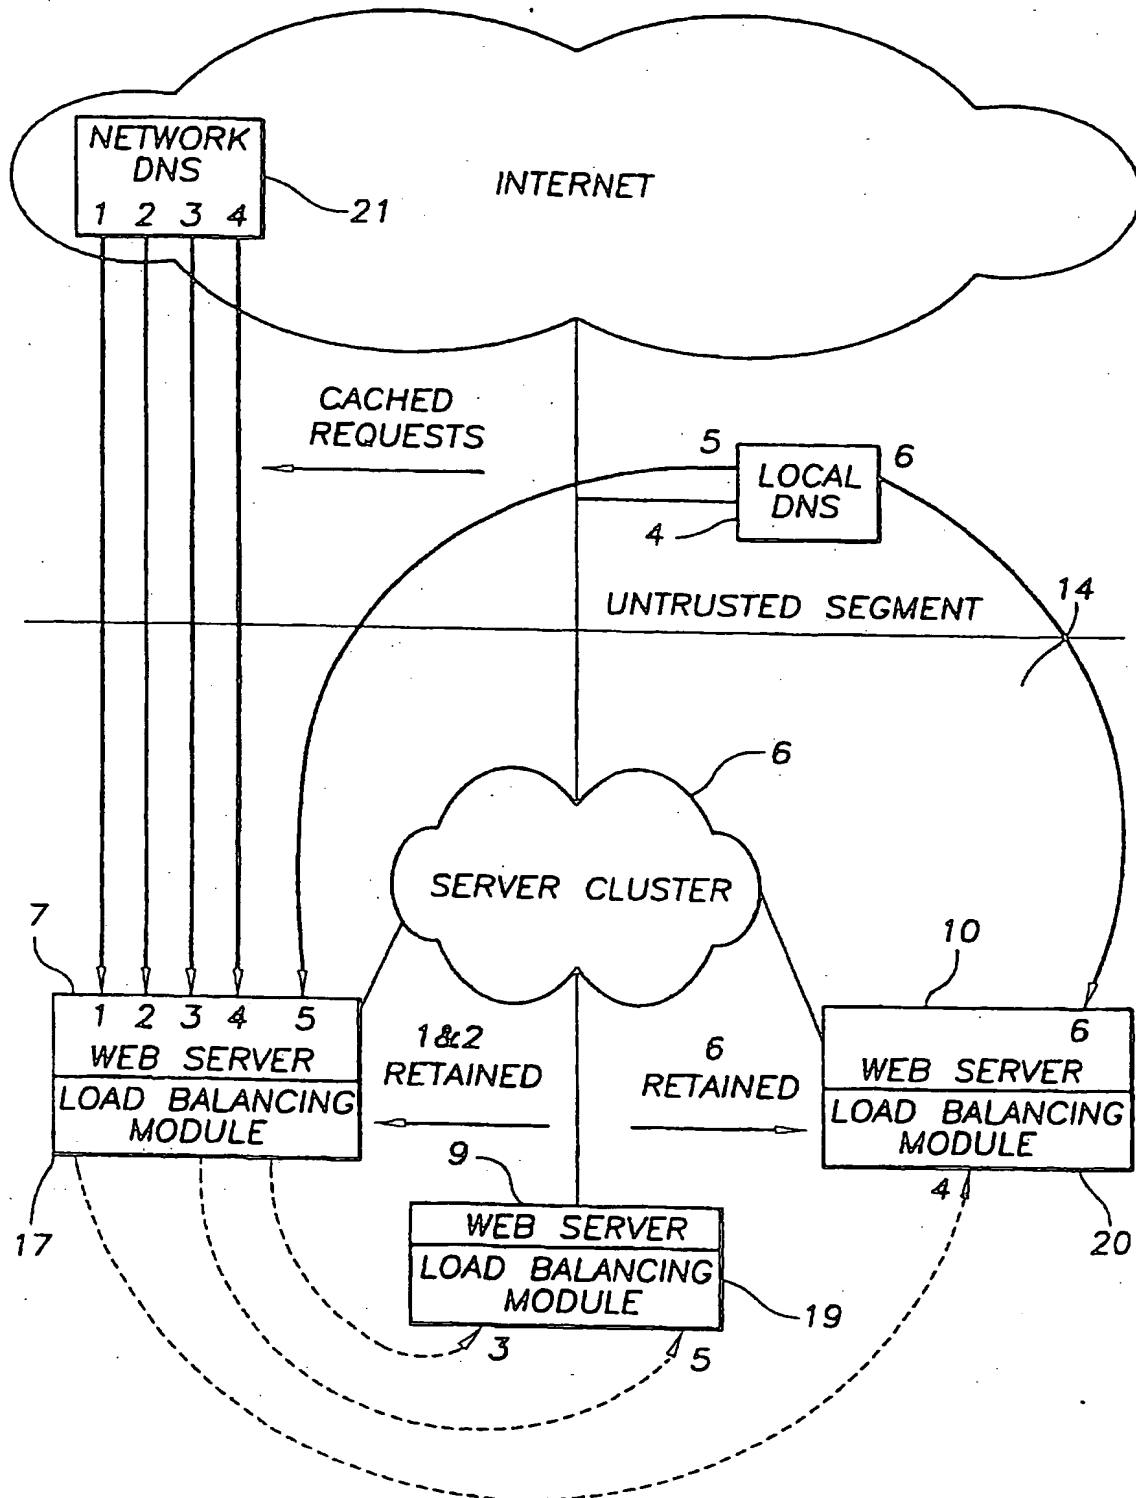 NETWORK
DNS
1 2 3 4
21
INTERNET
CACHED
REQUESTS
5
LOCAL
DNS
6
4
UNTRUSTED SEGMENT
14
6
SERVER CLUSTER
7
1 2 3 4 5
WEB SERVER
LOAD BALANCING
MODULE
17
1&2
RETAINED
6
RETAINED
10
6
WEB SERVER
LOAD BALANCING
MODULE
4
20
9
WEB SERVER
LOAD BALANCING
MODULE
19
3
5